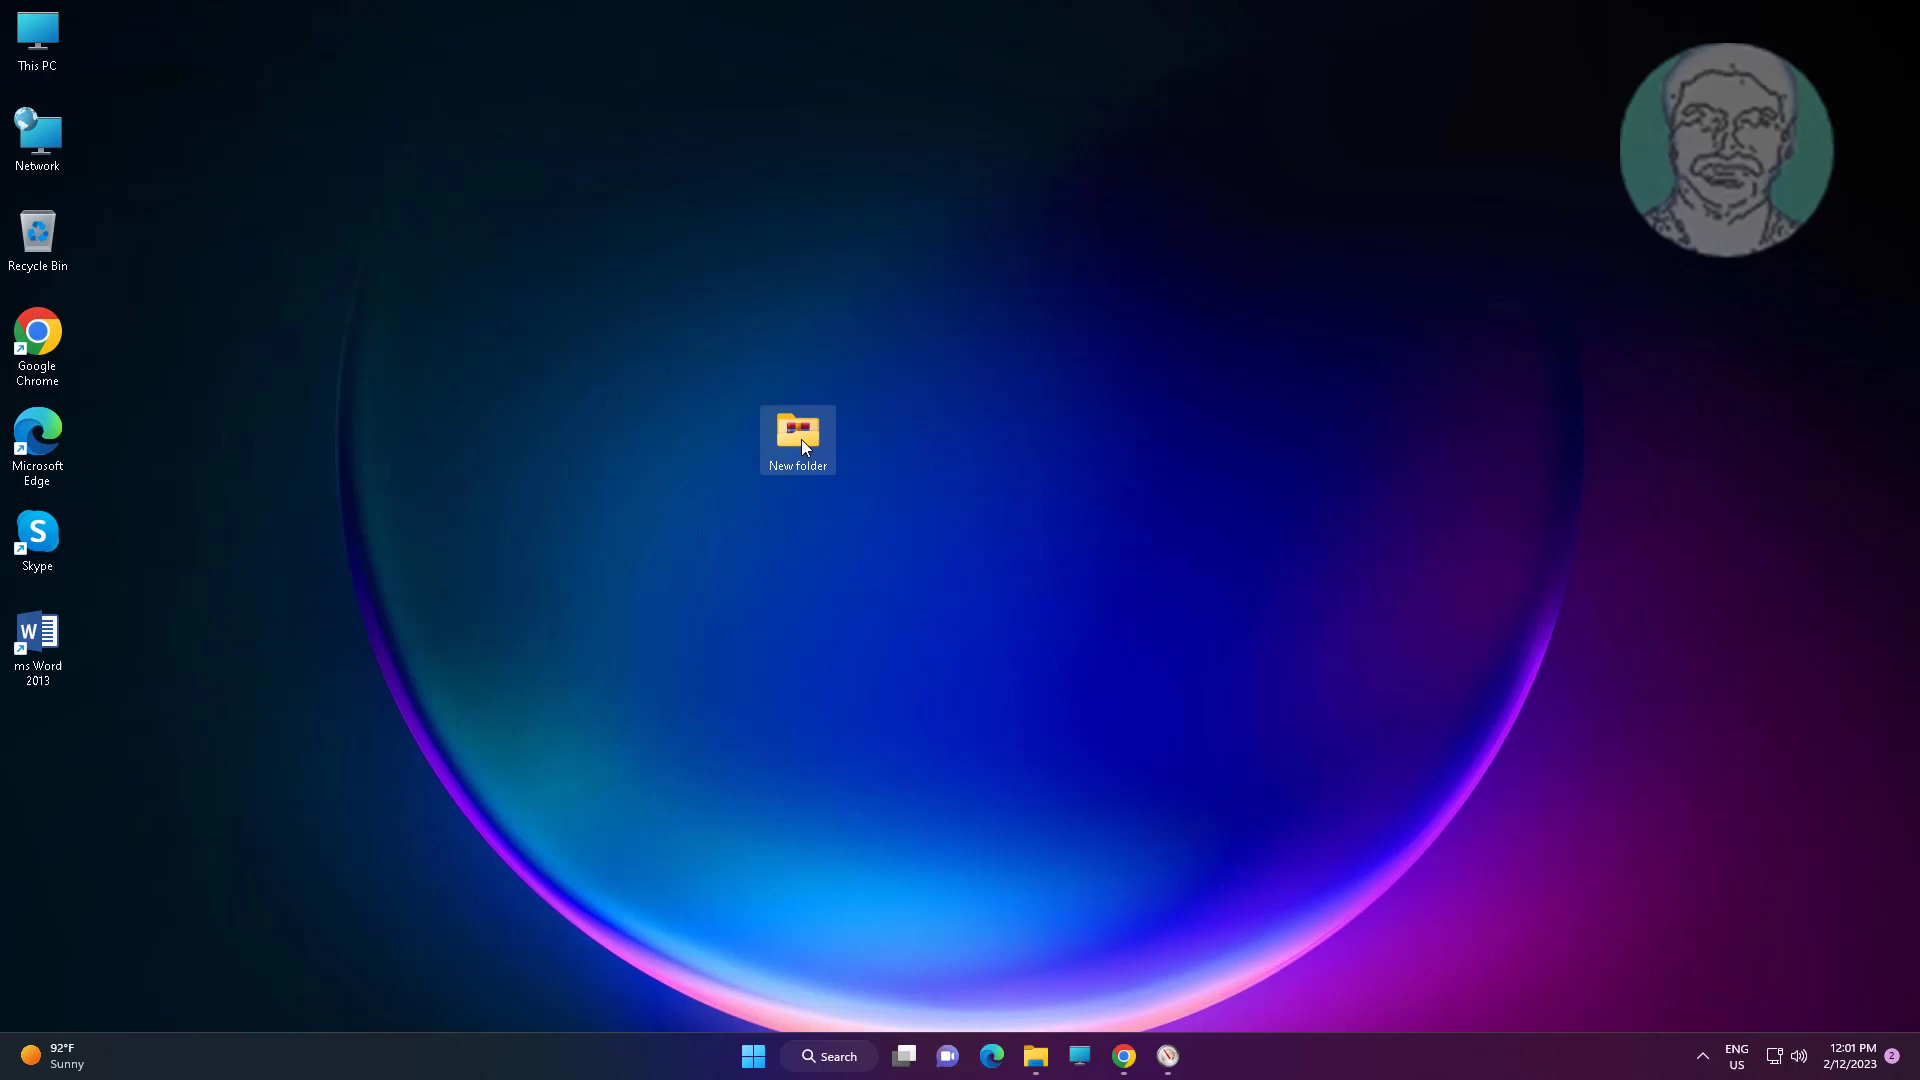 This PC
Network
Recycle Bin
Google
Chrome
Microsoft
Edge
S
Skype
W
ms Word
2013
New folder
92°F
Sunny
Search
ENG
US
12:01 PM
2/12/2023
2